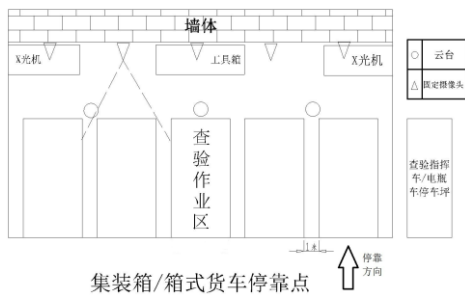 墙体
X光机
工具箱
X光机
云台
固定摄像头
查
验
作
业
区
查验指挥
车/电瓶
车停车坪
1米
停靠
方向
集装箱/箱式货车停靠点